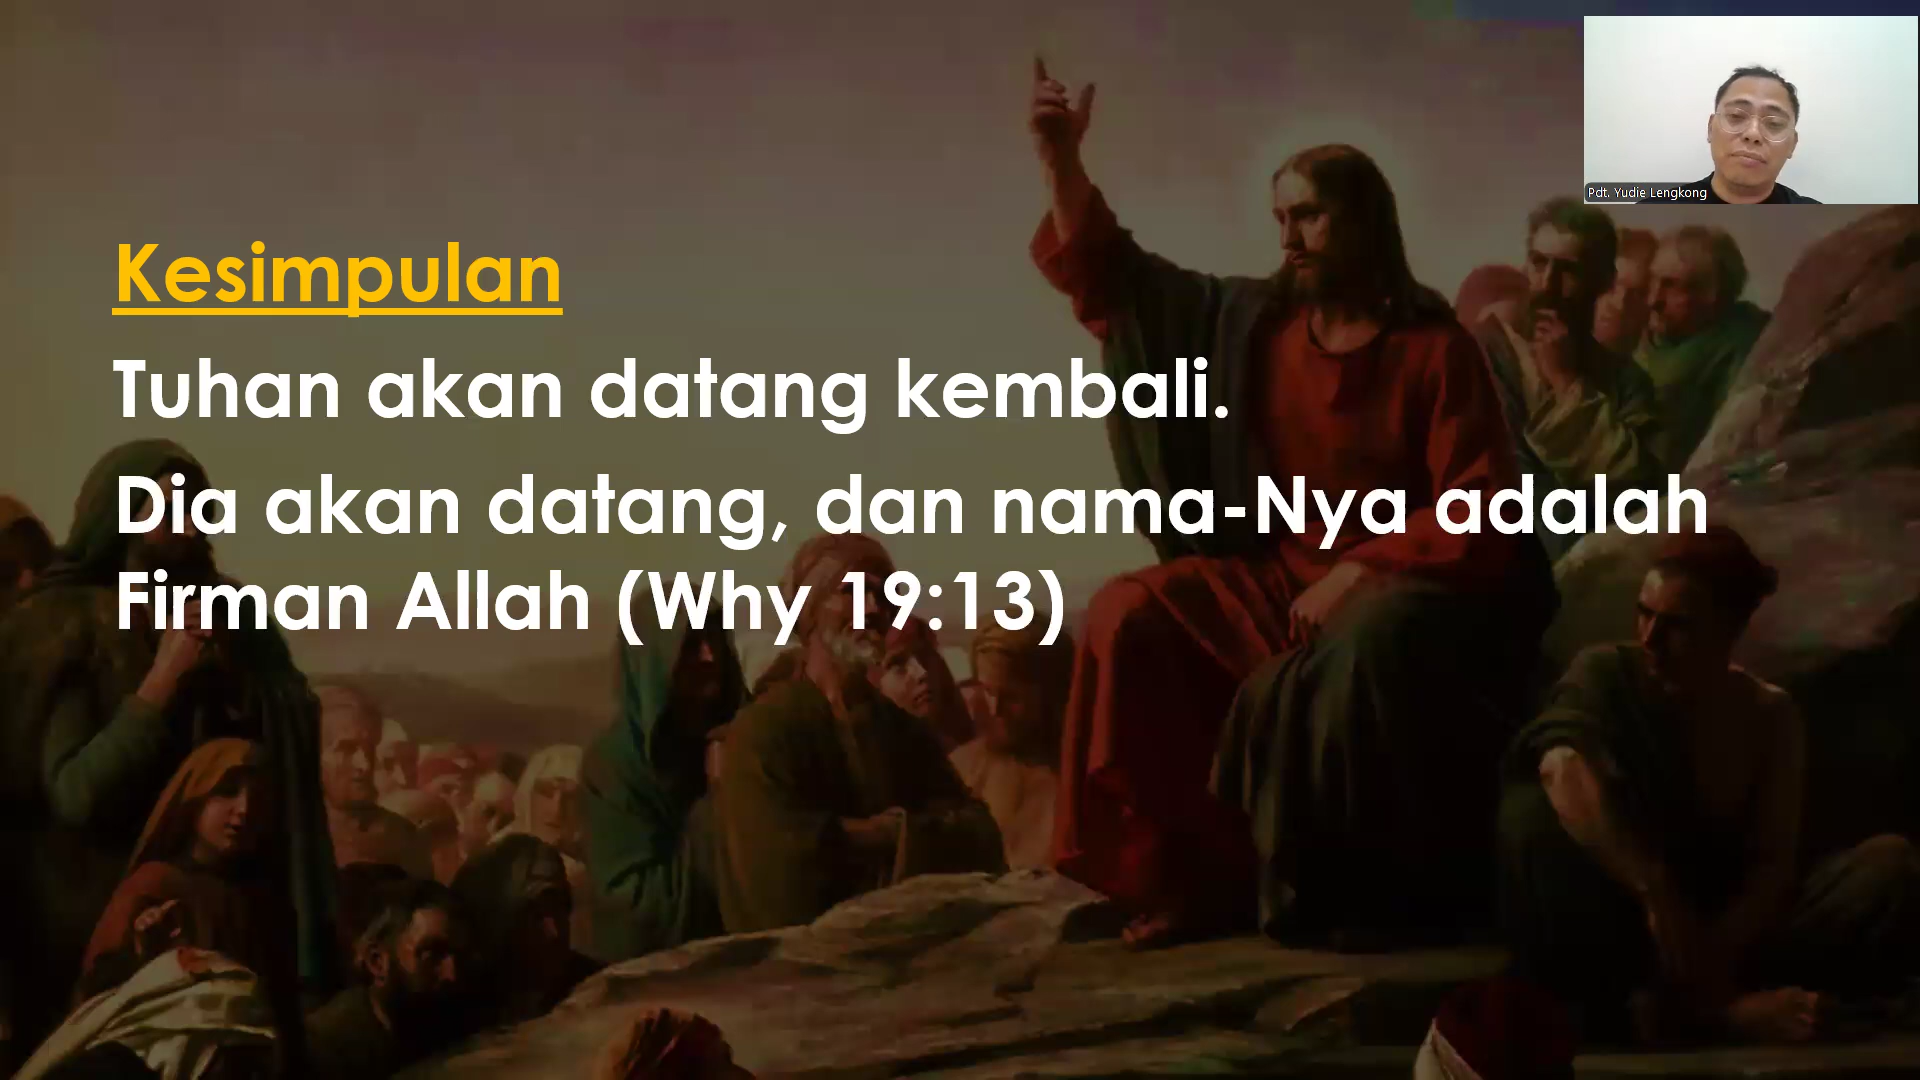 Pdt. Yudie Lengkong
Kesimpulan
Tuhan akan datang kembali.
Dia akan datang, dan nama-Nya adalah
Firman Allah (Why 19:13)